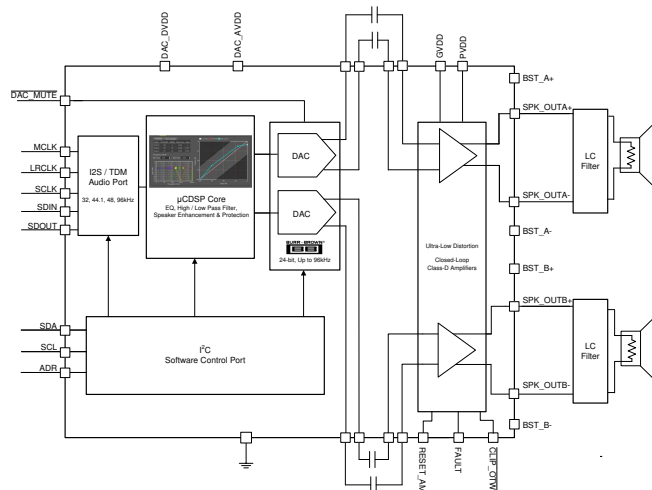 DAC_DVDD
DAC_AVDD
GVDD
PVDD
BST_A+
DAC_MUTE
SPK_OUTA+
MCLK
LRCLK
SCLK
SDIN
SDOUT
I2S / TDM
Audio Port
32, 44.1, 48, 96kHz
µCDSP Core
EQ, High / Low Pass Filter,
Speaker Enhancement & Protection
DAC
DAC
BURR-BROWN
24-bit, Up to 96kHz
LC
Filter
SPK_OUTA-
BST_A-
Ultra-Low Distortion
Closed-Loop
Class-D Amplifiers
BST_B+
SPK_OUTB+
SDA
SCL
ADR
I²C
Software Control Port
LC
Filter
SPK_OUTB-
BST_B-
RESET_AM
FAULT
CLIP_OTW